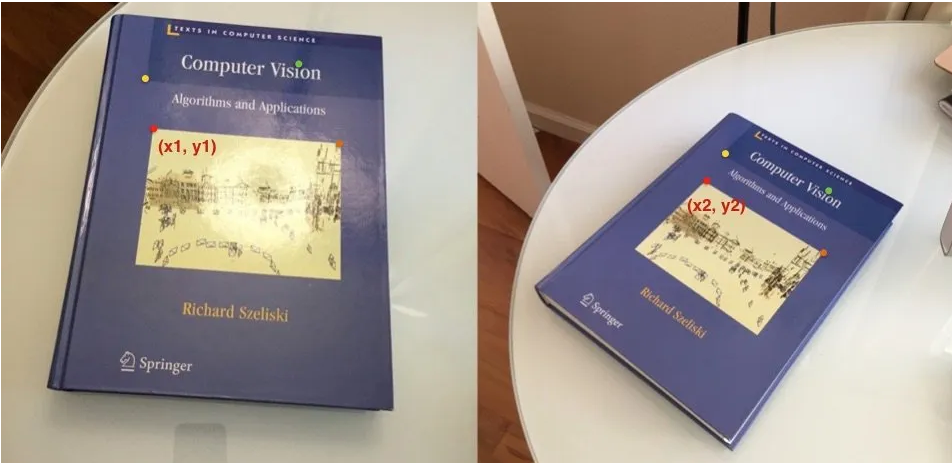 TEXTS IN COMPUTER SCIENCE
Computer Vision
Algorithms and Applications
(x1, y1)
Richard Szeliski
Springer
TEXTS IN COMPUTER SCIENCE
Computer Vision
Algorithms and Applications
(x2, y2)
Richard Szeliski
Springer